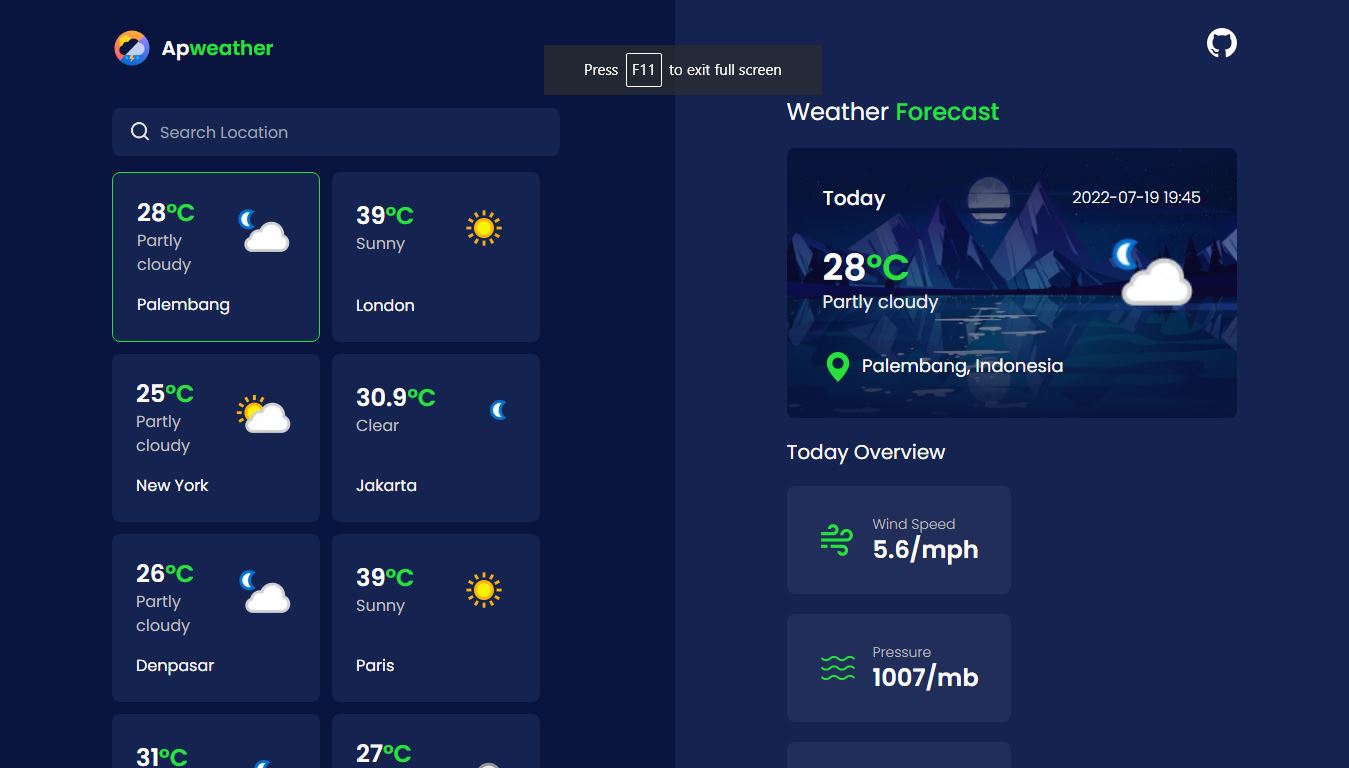 Apweather
Press F11 to exit full screen
Search Location
28°C
Partly
cloudy
Palembang
39°C
Sunny
London
25°C
Partly
cloudy
New York
30.9°C
Clear
Jakarta
26°C
Partly
cloudy
Denpasar
39°C
Sunny
Paris
31°C
27°C
Weather Forecast
Today
2022-07-19 19:45
28°C
Partly cloudy
Palembang, Indonesia
Today Overview
Wind Speed
5.6/mph
Pressure
1007/mb